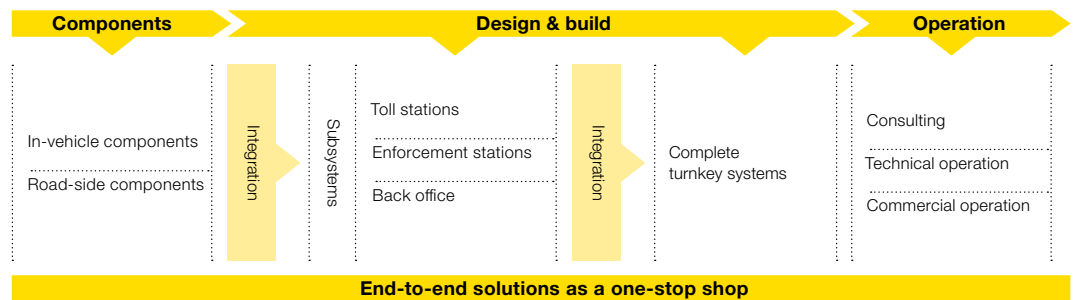 Components
Design & build
Operation
In-vehicle components
Road-side components
Integration
Subsystems
Toll stations
Enforcement stations
Back office
Integration
Complete
turnkey systems
Consulting
Technical operation
Commercial operation
End-to-end solutions as a one-stop shop